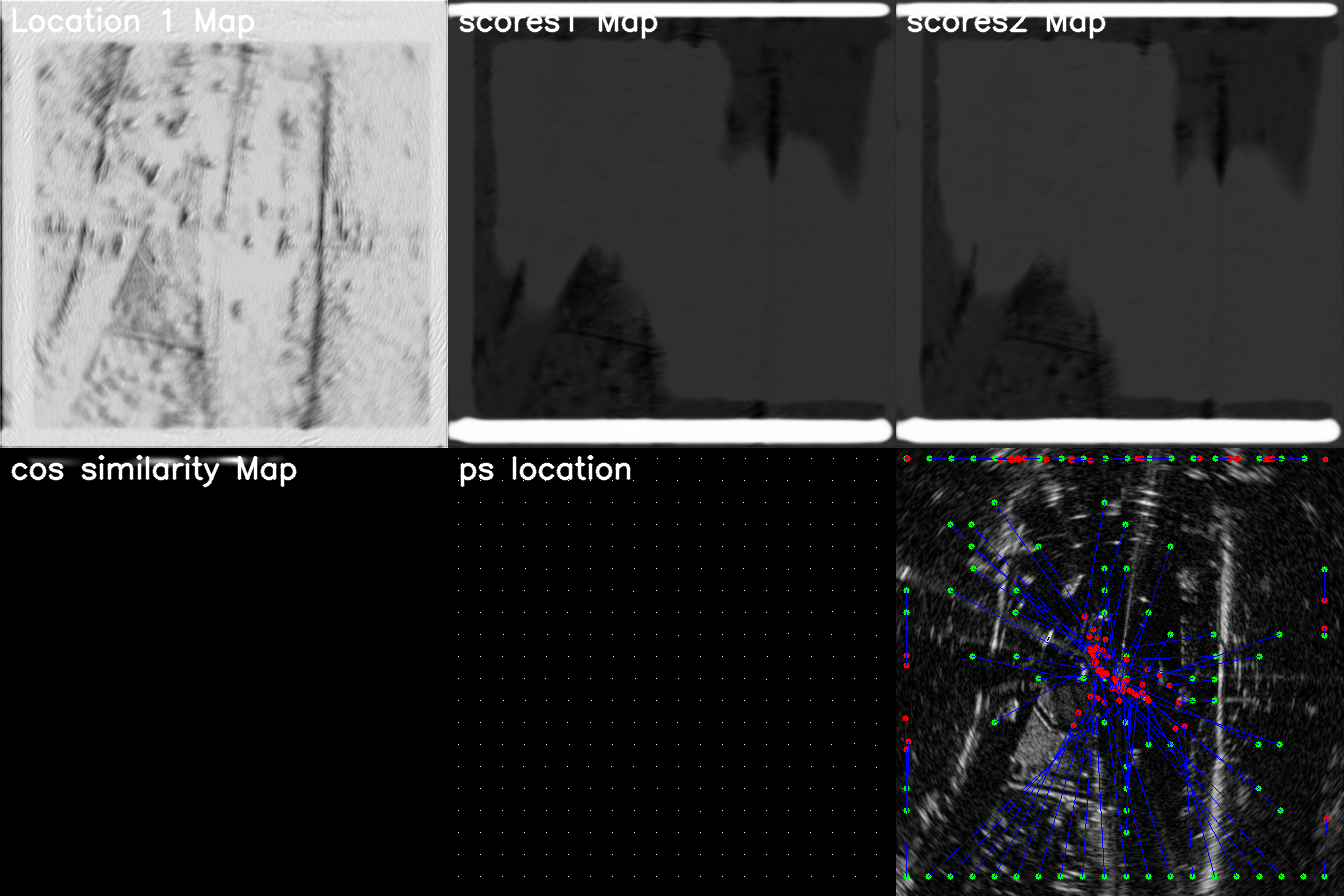 Location 1 Map
scores1 Map
scores2 Map
cos similarity Map
ps location